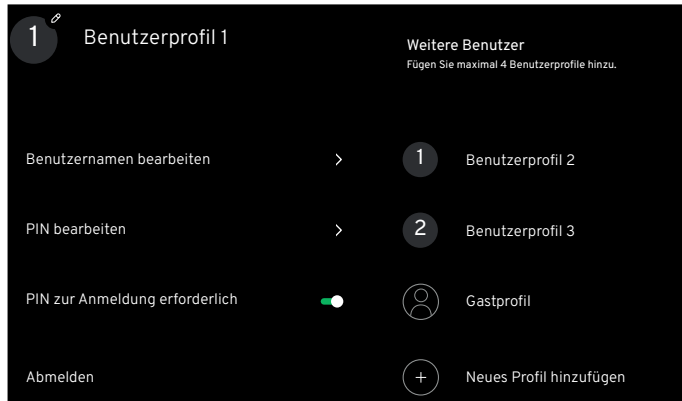 1
Benutzerprofil 1
Benutzernamen bearbeiten
PIN bearbeiten
PIN zur Anmeldung erforderlich
Abmelden
Weitere Benutzer
Fügen Sie maximal 4 Benutzerprofile hinzu.
1
Benutzerprofil 2
2
Benutzerprofil 3
Gastprofil
Neues Profil hinzufügen